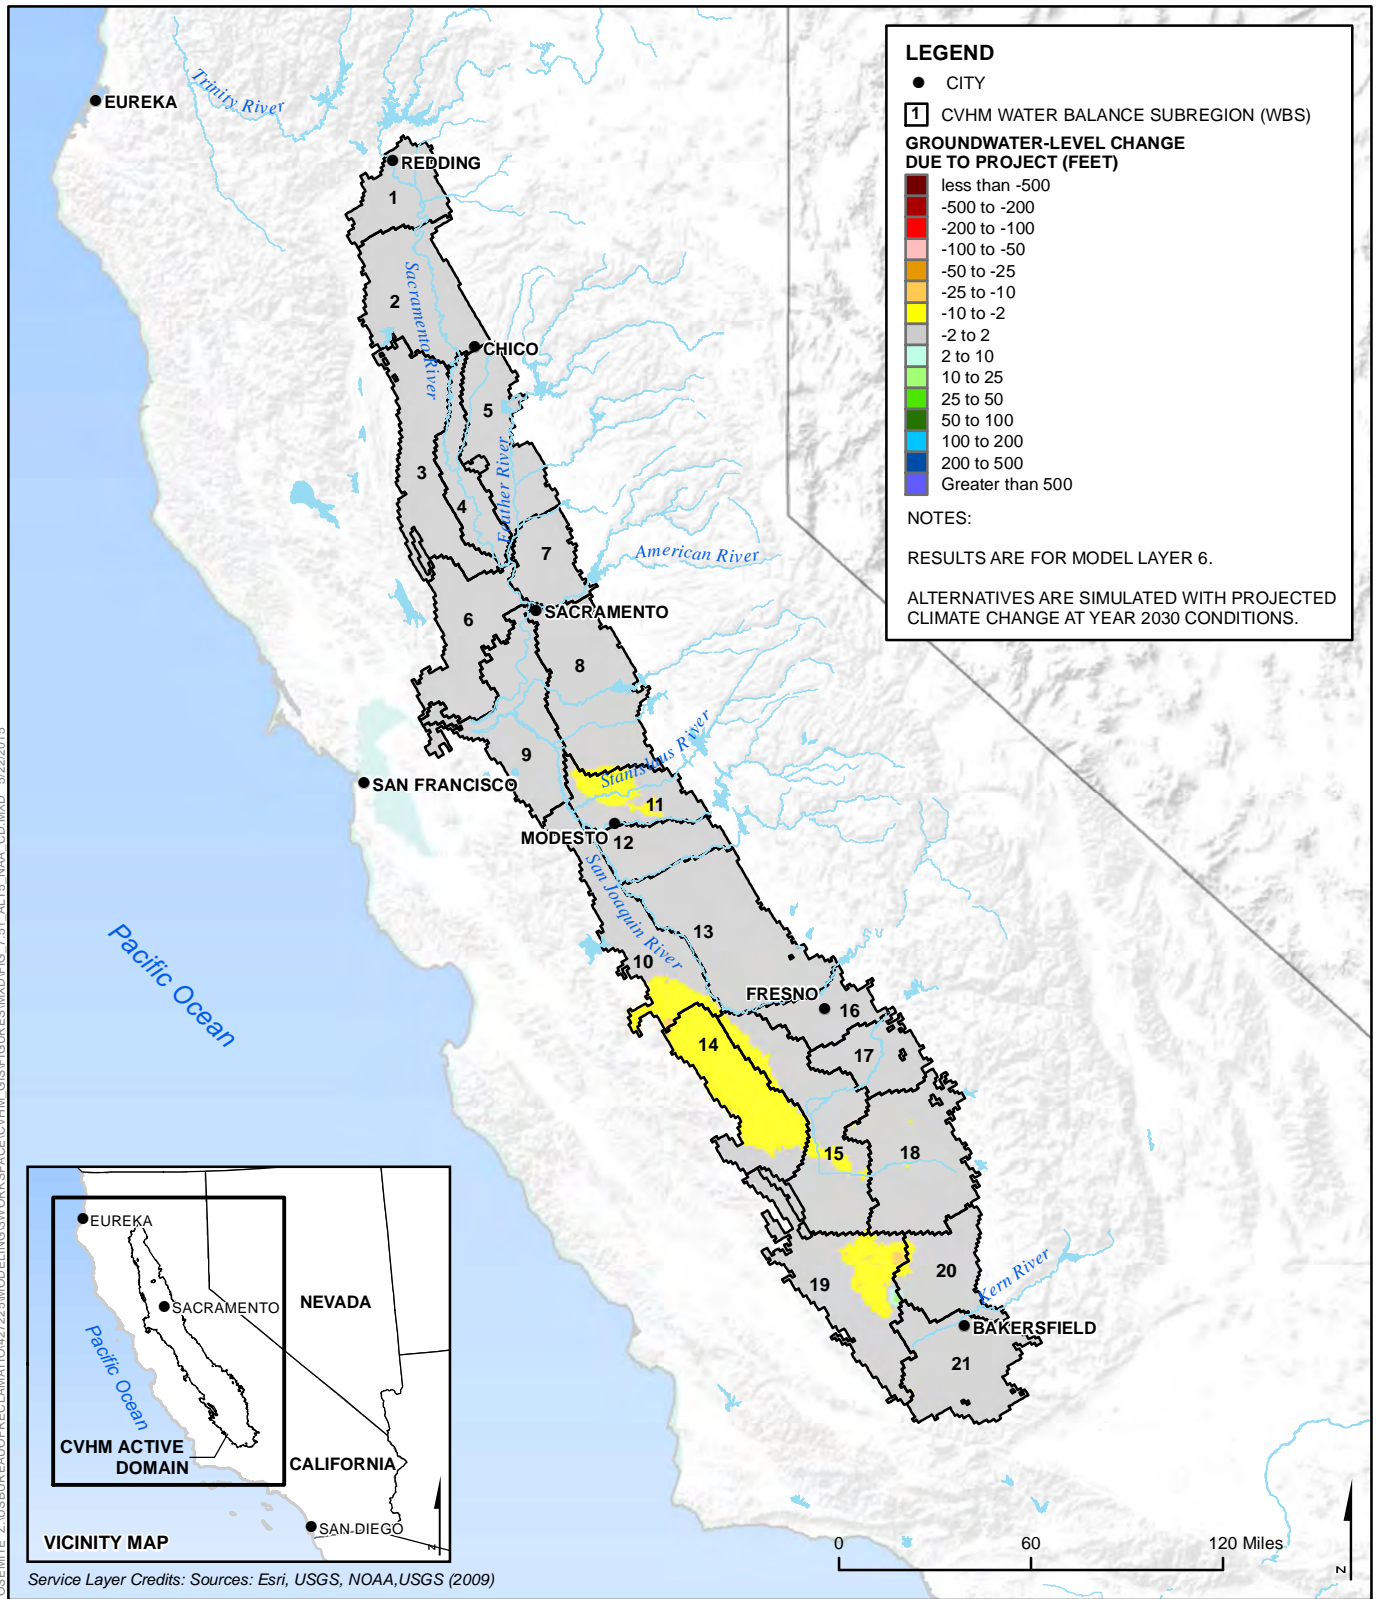 LEGEND
CITY
1 CVHM WATER BALANCE SUBREGION (WBS)
GROUNDWATER-LEVEL CHANGE
DUE TO PROJECT (FEET)
less than -500
-500 to -200
-200 to -100
-100 to -50
-50 to -25
-25 to -10
-10 to -2
-2 to 2
2 to 10
10 to 25
25 to 50
50 to 100
100 to 200
200 to 500
Greater than 500
NOTES:
RESULTS ARE FOR MODEL LAYER 6.
ALTERNATIVES ARE SIMULATED WITH PROJECTED
CLIMATE CHANGE AT YEAR 2030 CONDITIONS.
EUREKA
Trinity River
REDDING
1
2
Sacramento River
CHICO
5
3
4
Feather River
7
American River
6
SACRAMENTO
8
9
Stanislaus River
SAN FRANCISCO
11
MODESTO
12
San Joaquin River
13
10
Pacific Ocean
FRESNO
16
14
17
15
18
19
20
Kern River
BAKERSFIELD
21
EUREKA
SACRAMENTO
NEVADA
Pacific Ocean
CVHM ACTIVE
DOMAIN
CALIFORNIA
SAN DIEGO
VICINITY MAP
Z
0 60 120 Miles
Z
Service Layer Credits: Sources: Esri, USGS, NOAA,USGS (2009)